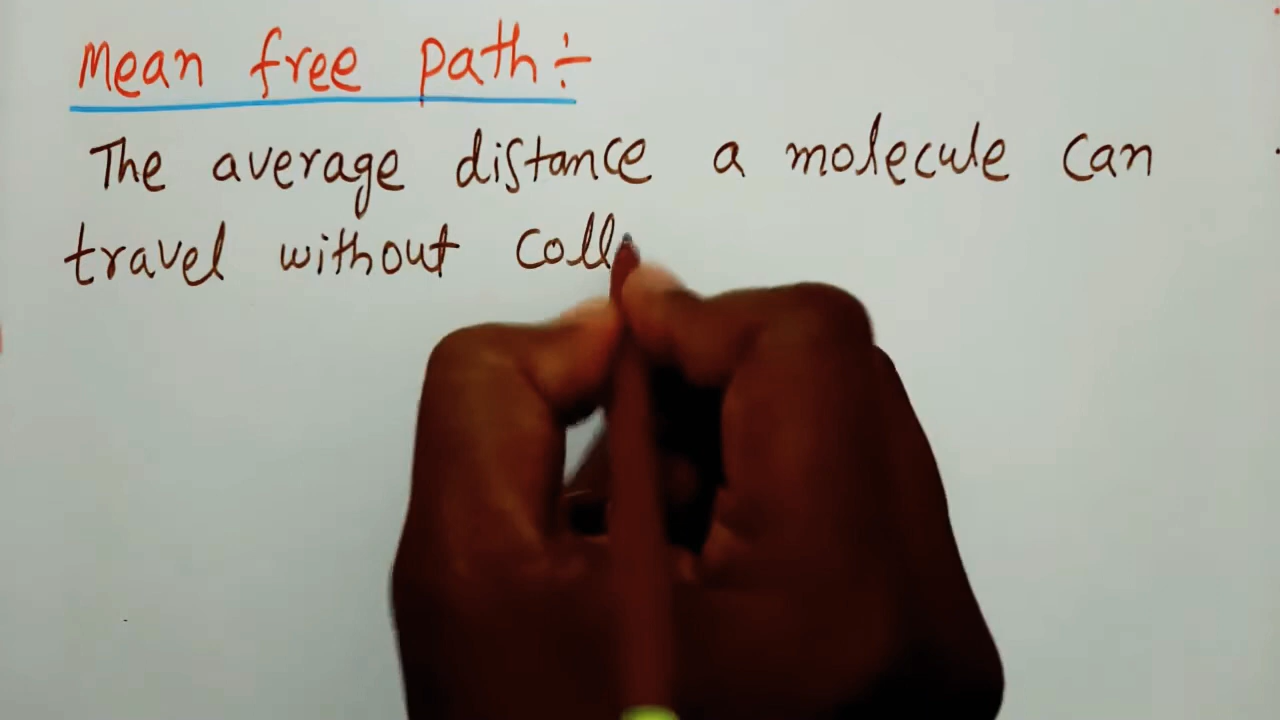 Mean free path÷
The average distance a molecule can
travel without coll